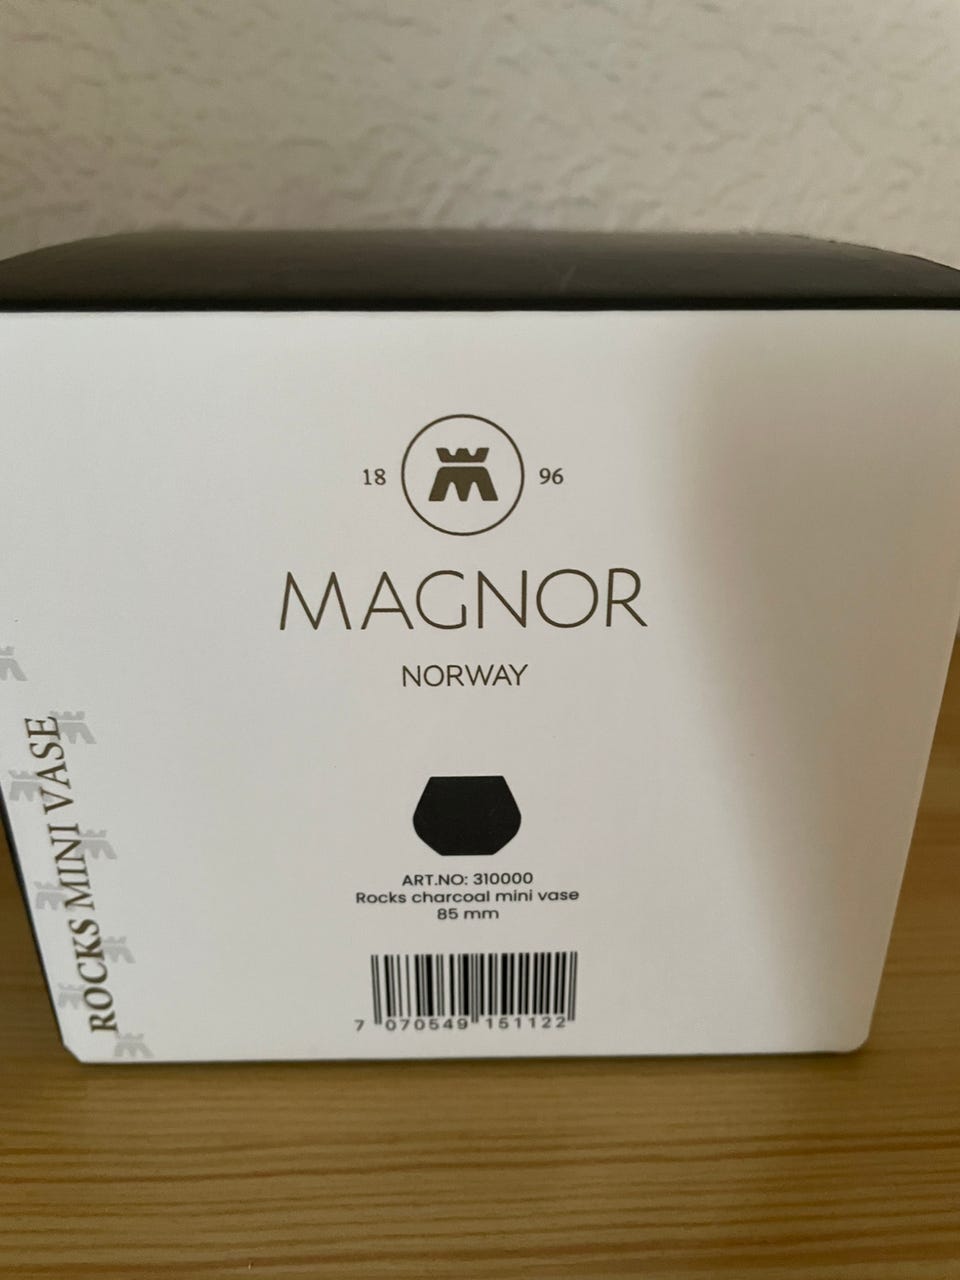 18 96
MAGNOR
NORWAY
ROCKS MINI VASE
ART.NO: 310000
Rocks charcoal mini vase
85 mm
7 070549 151122